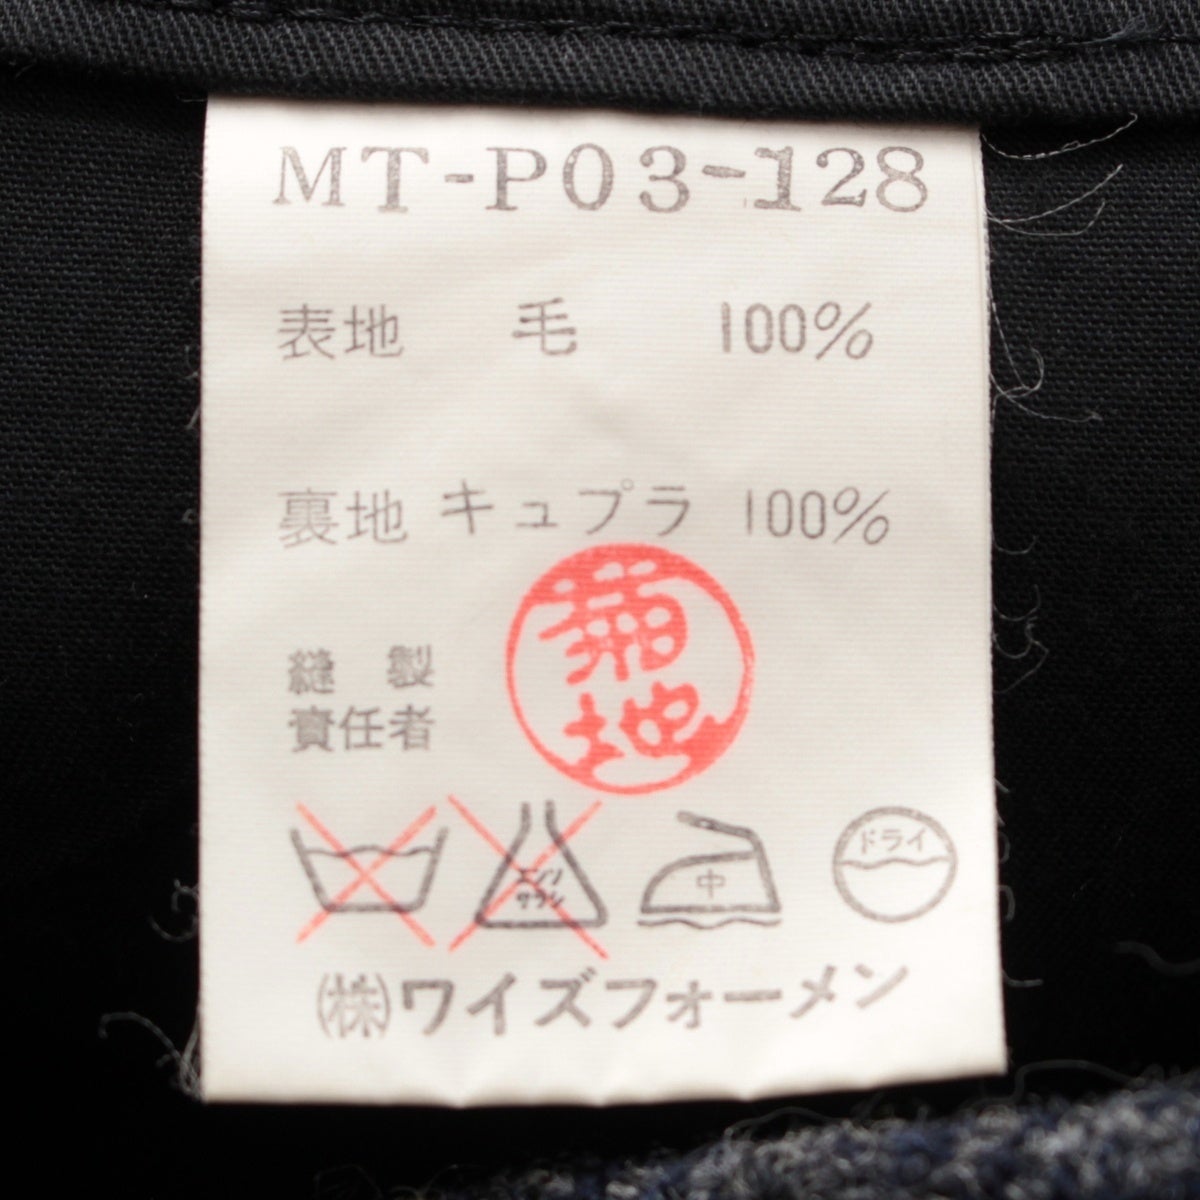 MT-P03-128
表地 毛 100%
裏地 キュプラ 100%
縫製
責任者
菊地
エンソ
サラシ
中
ドライ
(株)ワイズフォーメン